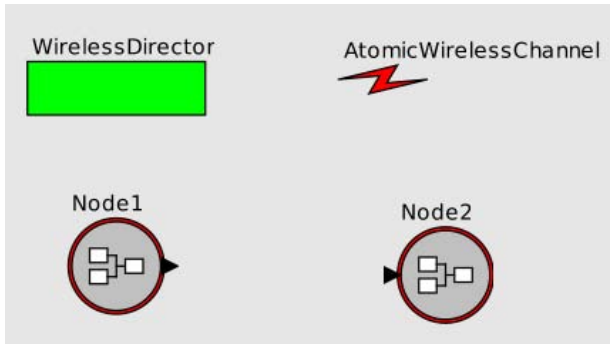 WirelessDirector
AtomicWirelessChannel
Node1
Node2